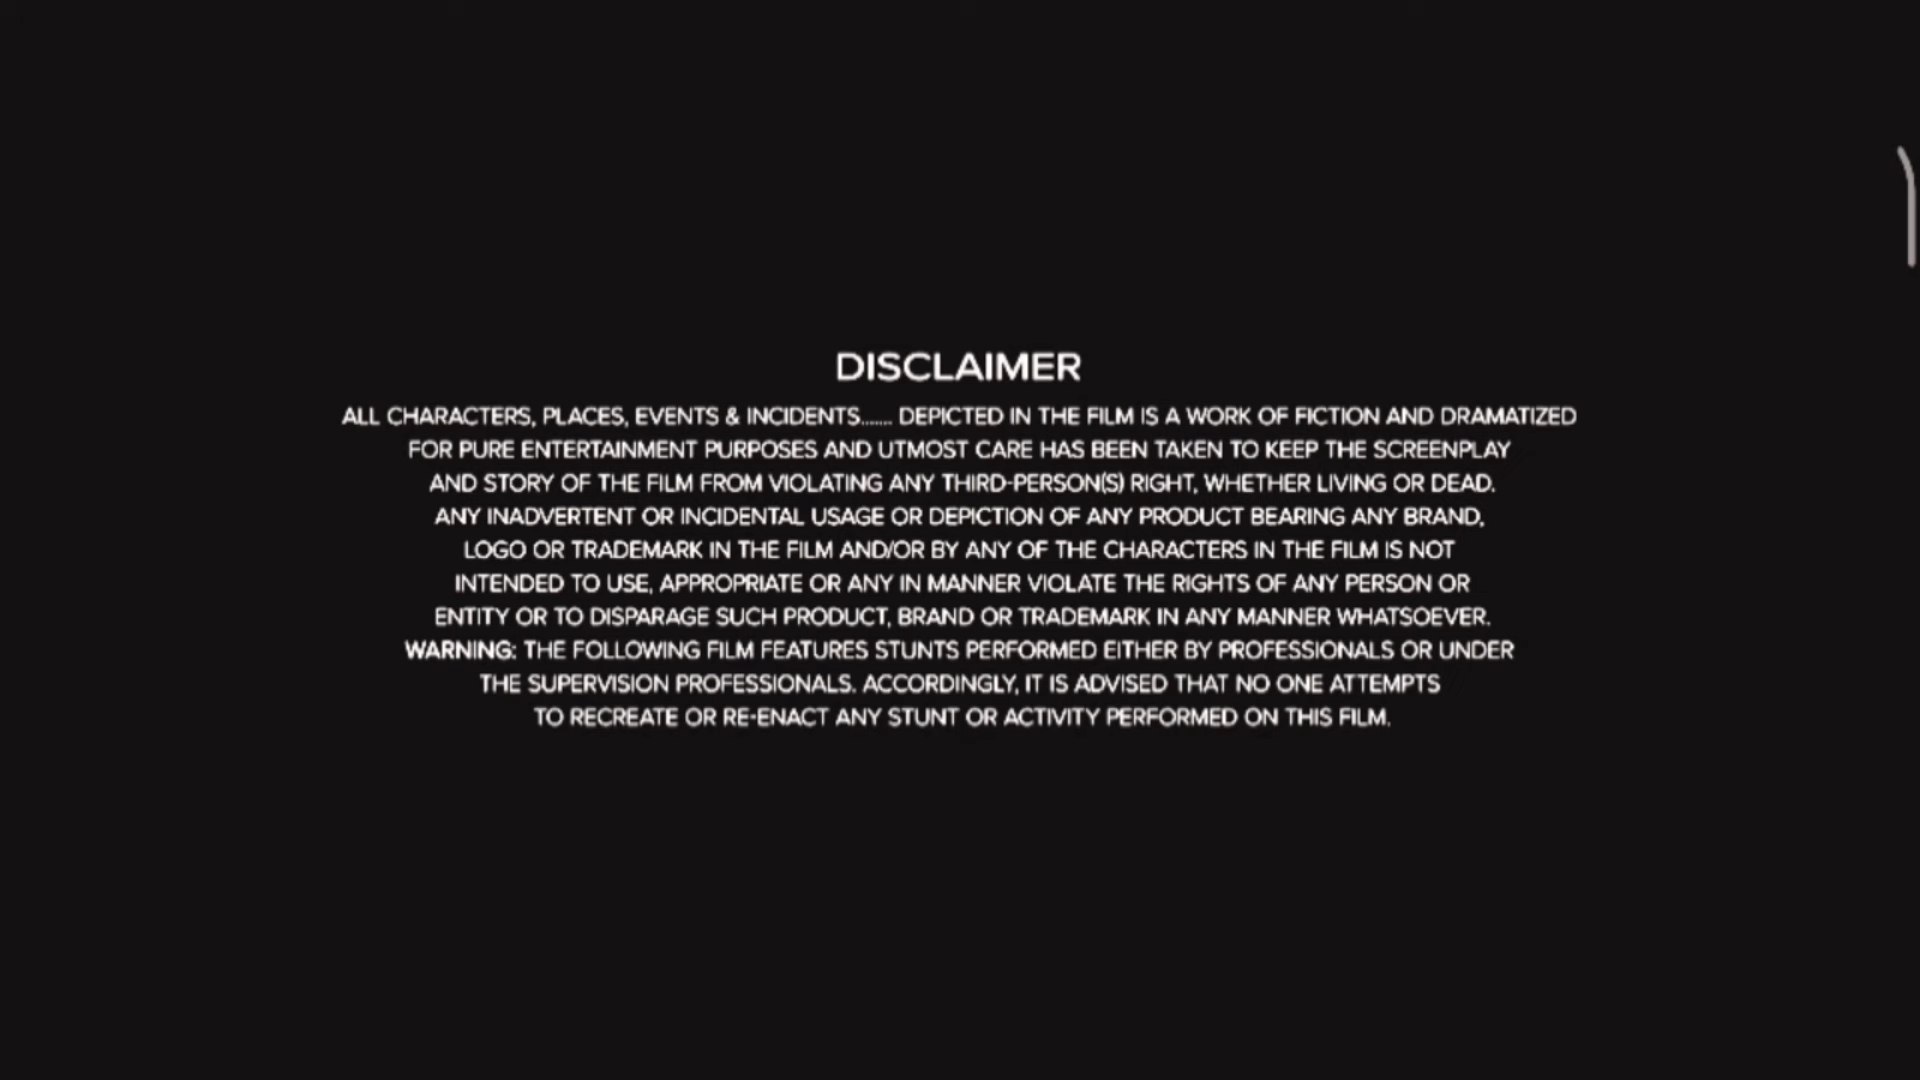 DISCLAIMER
ALL CHARACTERS, PLACES, EVENTS & INCIDENTS....... DEPICTED IN THE FILM IS A WORK OF FICTION AND DRAMATIZED
FOR PURE ENTERTAINMENT PURPOSES AND UTMOST CARE HAS BEEN TAKEN TO KEEP THE SCREENPLAY
AND STORY OF THE FILM FROM VIOLATING ANY THIRD-PERSON(S) RIGHT, WHETHER LIVING OR DEAD.
ANY INADVERTENT OR INCIDENTAL USAGE OR DEPICTION OF ANY PRODUCT BEARING ANY BRAND,
LOGO OR TRADEMARK IN THE FILM AND/OR BY ANY OF THE CHARACTERS IN THE FILM IS NOT
INTENDED TO USE, APPROPRIATE OR ANY IN MANNER VIOLATE THE RIGHTS OF ANY PERSON OR
ENTITY OR TO DISPARAGE SUCH PRODUCT, BRAND OR TRADEMARK IN ANY MANNER WHATSOEVER.
WARNING: THE FOLLOWING FILM FEATURES STUNTS PERFORMED EITHER BY PROFESSIONALS OR UNDER
THE SUPERVISION PROFESSIONALS. ACCORDINGLY, IT IS ADVISED THAT NO ONE ATTEMPTS
TO RECREATE OR RE-ENACT ANY STUNT OR ACTIVITY PERFORMED ON THIS FILM.